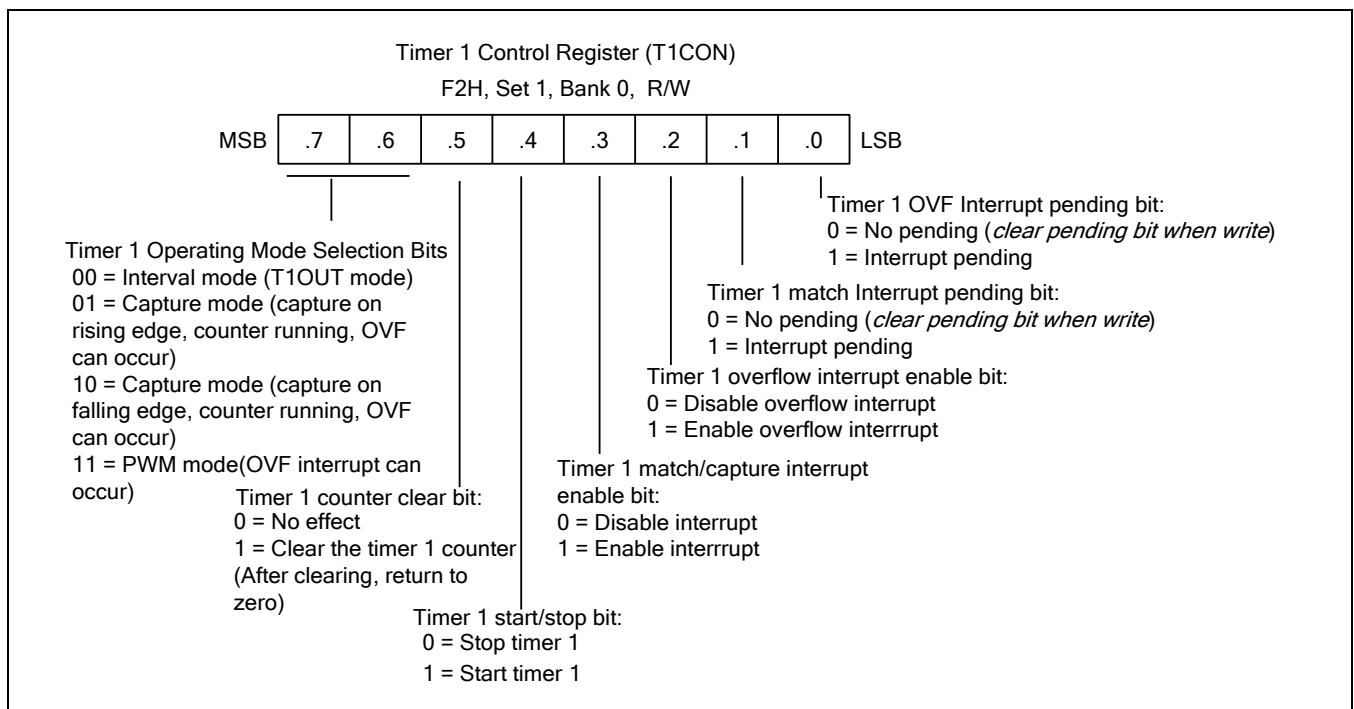 Timer 1 Control Register (T1CON)
F2H, Set 1, Bank 0, R/W
MSB .7 .6 .5 .4 .3 .2 .1 .0 LSB
Timer 1 OVF Interrupt pending bit:
0 = No pending (clear pending bit when write)
1 = Interrupt pending
Timer 1 match Interrupt pending bit:
0 = No pending (clear pending bit when write)
1 = Interrupt pending
Timer 1 overflow interrupt enable bit:
0 = Disable overflow interrupt
1 = Enable overflow interrrupt
Timer 1 match/capture interrupt
enable bit:
0 = Disable interrupt
1 = Enable interrrupt
Timer 1 start/stop bit:
0 = Stop timer 1
1 = Start timer 1
Timer 1 counter clear bit:
0 = No effect
1 = Clear the timer 1 counter
(After clearing, return to
zero)
Timer 1 Operating Mode Selection Bits
00 = Interval mode (T1OUT mode)
01 = Capture mode (capture on
rising edge, counter running, OVF
can occur)
10 = Capture mode (capture on
falling edge, counter running, OVF
can occur)
11 = PWM mode(OVF interrupt can
occur)